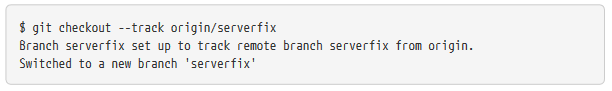 $ git checkout --track origin/serverfix
Branch serverfix set up to track remote branch serverfix from origin.
Switched to a new branch 'serverfix'